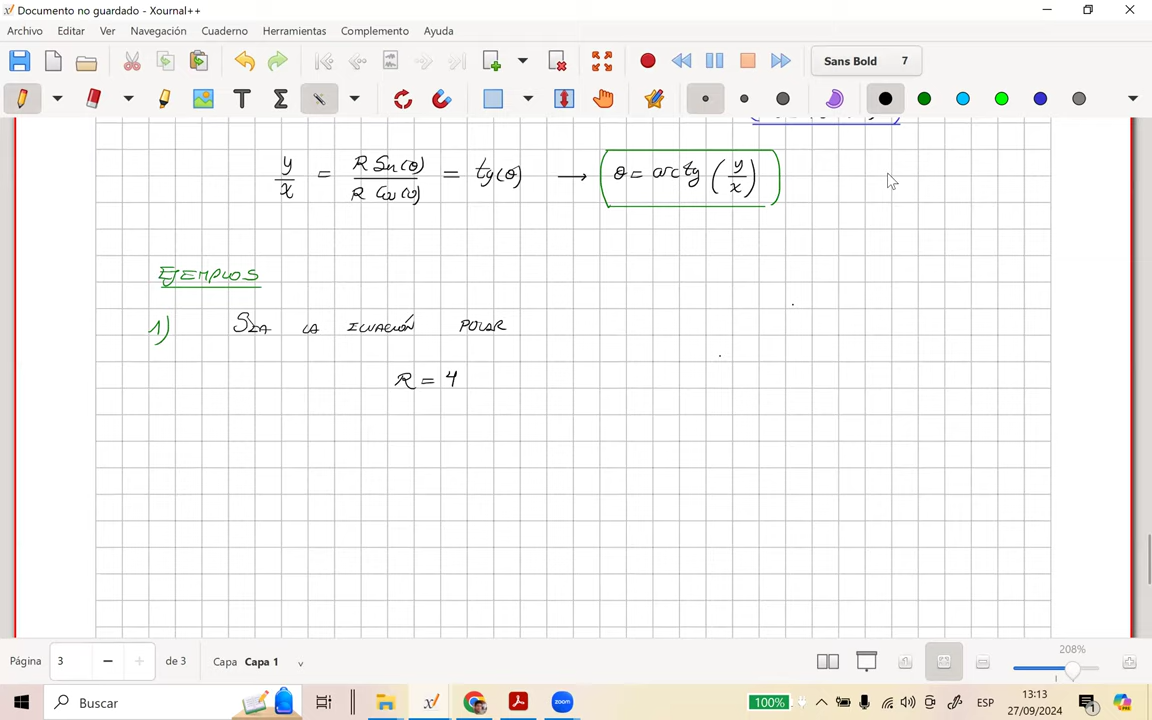 Documento no guardado - Xournal++
Archivo Editar Ver Navegación Cuaderno Herramientas Complemento Ayuda
Sans Bold 7
y/x = R Sen(θ)/R Cos(θ) = tg(θ) → θ = arctg (y/x)
EJEMPLOS
1) SEA LA ECUACIÓN POLAR
R = 4
Página 3 de 3 Capa Capa 1 208%
Buscar 100% ESP 13:13
27/09/2024
zoom